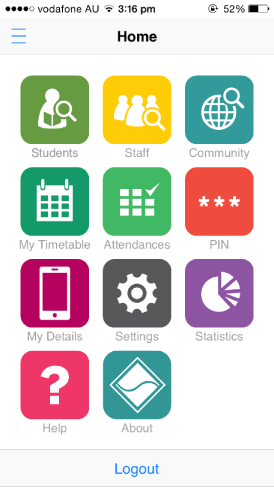 vodafone AU 3:16 pm 52%
Home
Students Staff Community
My Timetable Attendances PIN
My Details Settings Statistics
Help About
Logout